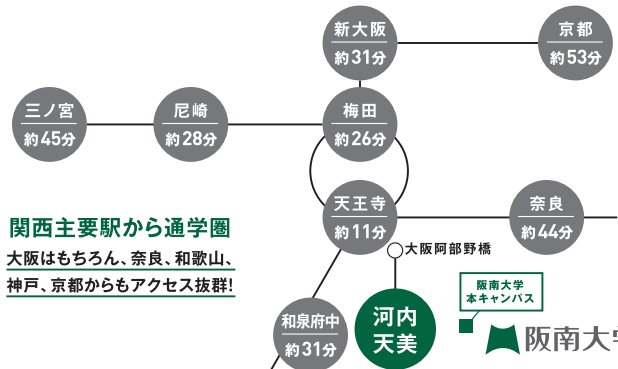 新大阪
約31分
京都
約53分
三ノ宮
約45分
尼崎
約28分
梅田
約26分
関西主要駅から通学圏
大阪はもちろん、奈良、和歌山、
神戸、京都からもアクセス抜群!
天王寺
約11分
奈良
約44分
大阪阿部野橋
和泉府中
約31分
河内
天美
阪南大学
本キャンパス
阪南大学